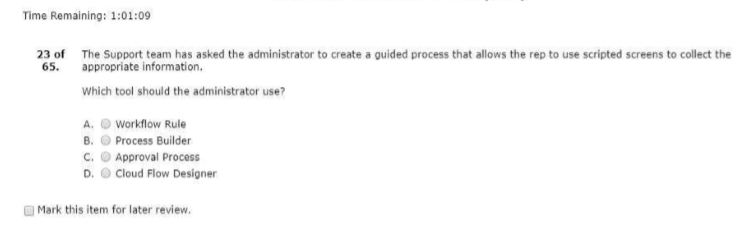 Time Remaining: 1:01:09
23 of The Support team has asked the administrator to create a guided process that allows the rep to use scripted screens to collect the
65. appropriate information.
Which tool should the administrator use?
A. Workflow Rule
B. Process Builder
C. Approval Process
D. Cloud Flow Designer
Mark this item for later review.